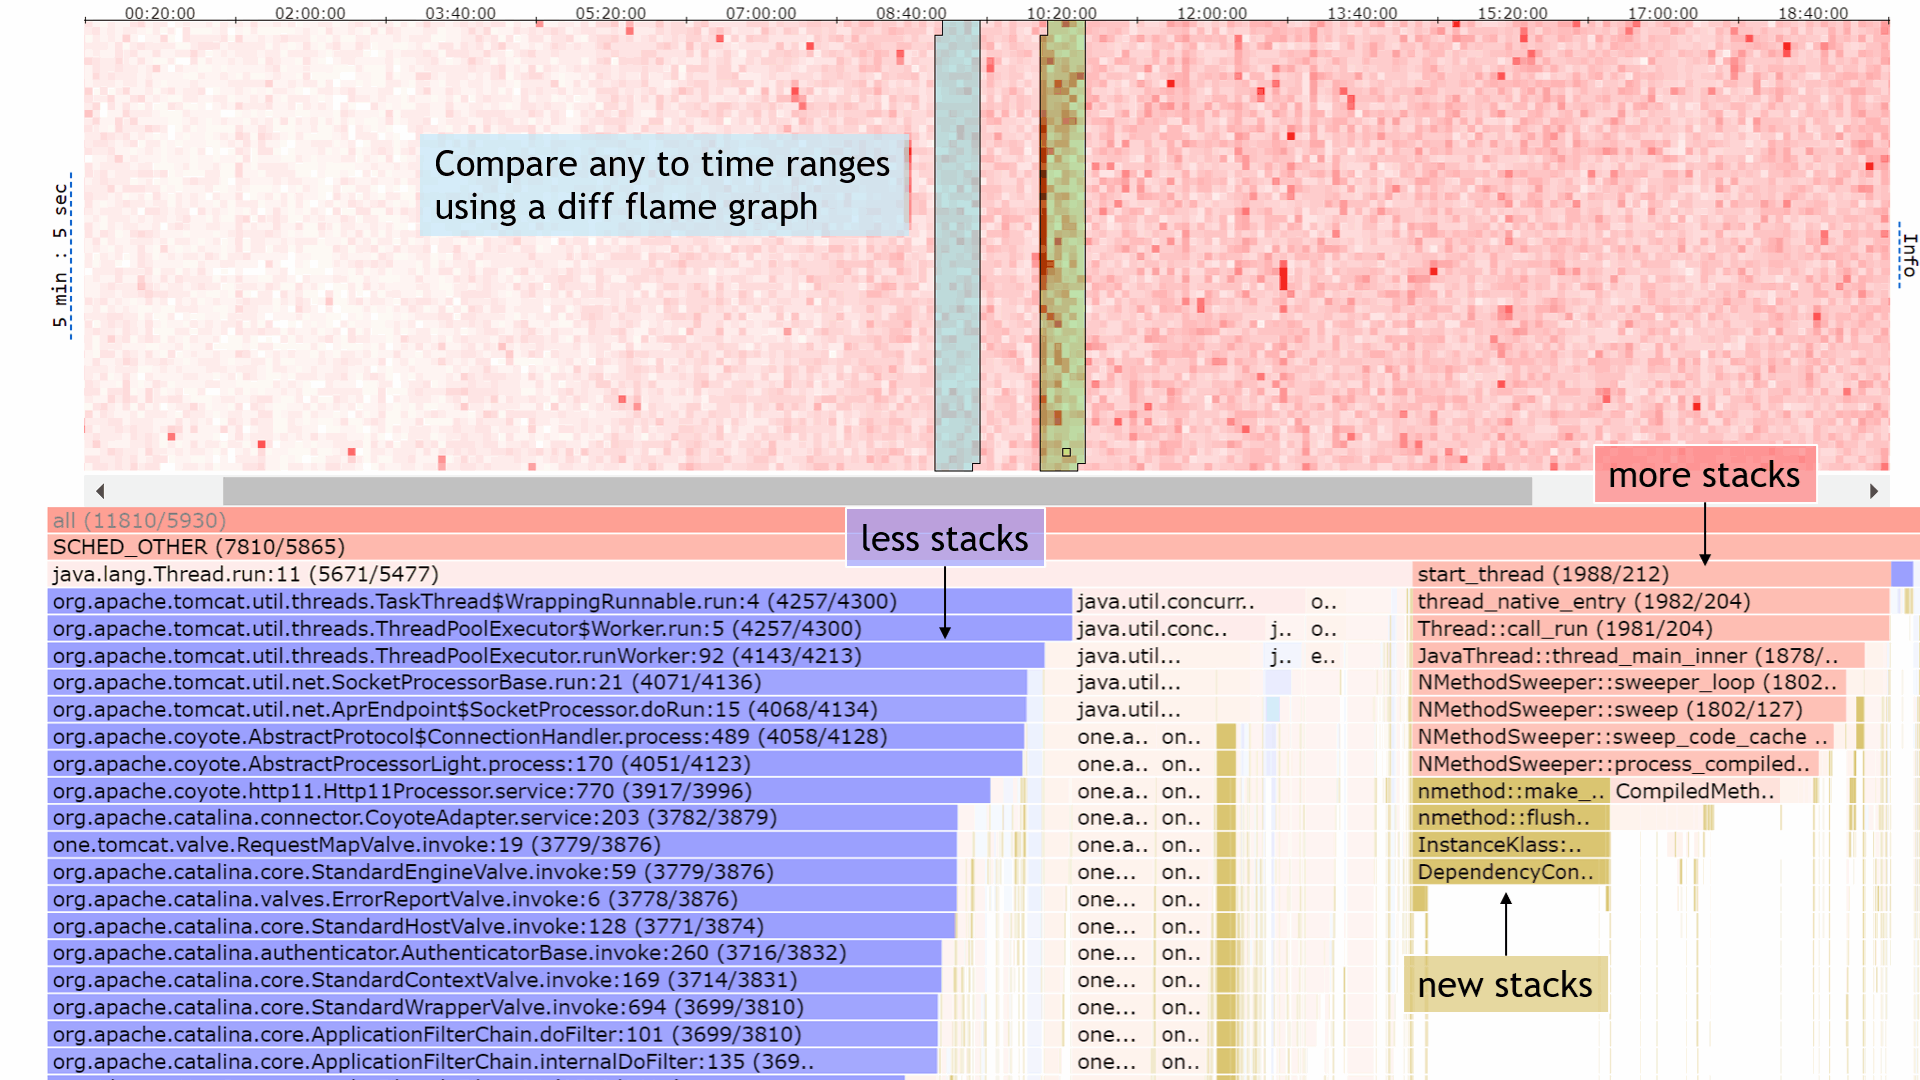 00:20:00 02:00:00 03:40:00 05:20:00 07:00:00 08:40:00 10:20:00 12:00:00 13:40:00 15:20:00 17:00:00 18:40:00
Compare any to time ranges
using a diff flame graph
5 min : 5 sec
Info
more stacks
less stacks
all (11810/5930)
SCHED_OTHER (7810/5865)
java.lang.Thread.run:11 (5671/5477) start_thread (1988/212)
org.apache.tomcat.util.threads.TaskThread$WrappingRunnable.run:4 (4257/4300) java.util.concurr.. o.. thread_native_entry (1982/204)
org.apache.tomcat.util.threads.ThreadPoolExecutor$Worker.run:5 (4257/4300) java.util.conc.. j.. o.. Thread::call_run (1981/204)
org.apache.tomcat.util.threads.ThreadPoolExecutor.runWorker:92 (4143/4213) java.util... j.. e.. JavaThread::thread_main_inner (1878/..
org.apache.tomcat.util.net.SocketProcessorBase.run:21 (4071/4136) java.util... NMethodSweeper::sweeper_loop (1802..
org.apache.tomcat.util.net.AprEndpoint$SocketProcessor.doRun:15 (4068/4134) java.util... NMethodSweeper::sweep (1802/127)
org.apache.coyote.AbstractProtocol$ConnectionHandler.process:489 (4058/4128) one.a.. on.. NMethodSweeper::sweep_code_cache ..
org.apache.coyote.AbstractProcessorLight.process:170 (4051/4123) one.a.. on.. NMethodSweeper::process_compiled..
org.apache.coyote.http11.Http11Processor.service:770 (3917/3996) one.a.. on.. nmethod::make_.. CompiledMeth..
org.apache.catalina.connector.CoyoteAdapter.service:203 (3782/3879) one.a.. on.. nmethod::flush..
one.tomcat.valve.RequestMapValve.invoke:19 (3779/3876) one.a.. on.. InstanceKlass:..
org.apache.catalina.core.StandardEngineValve.invoke:59 (3779/3876) one... on.. DependencyCon..
org.apache.catalina.valves.ErrorReportValve.invoke:6 (3778/3876) one... on..
org.apache.catalina.core.StandardHostValve.invoke:128 (3771/3874) one... on..
org.apache.catalina.authenticator.AuthenticatorBase.invoke:260 (3716/3832) one... on..
org.apache.catalina.core.StandardContextValve.invoke:169 (3714/3831) one... on..
new stacks
org.apache.catalina.core.StandardWrapperValve.invoke:694 (3699/3810) one... on..
org.apache.catalina.core.ApplicationFilterChain.doFilter:101 (3699/3810) one... on..
org.apache.catalina.core.ApplicationFilterChain.internalDoFilter:135 (369.. one... on..